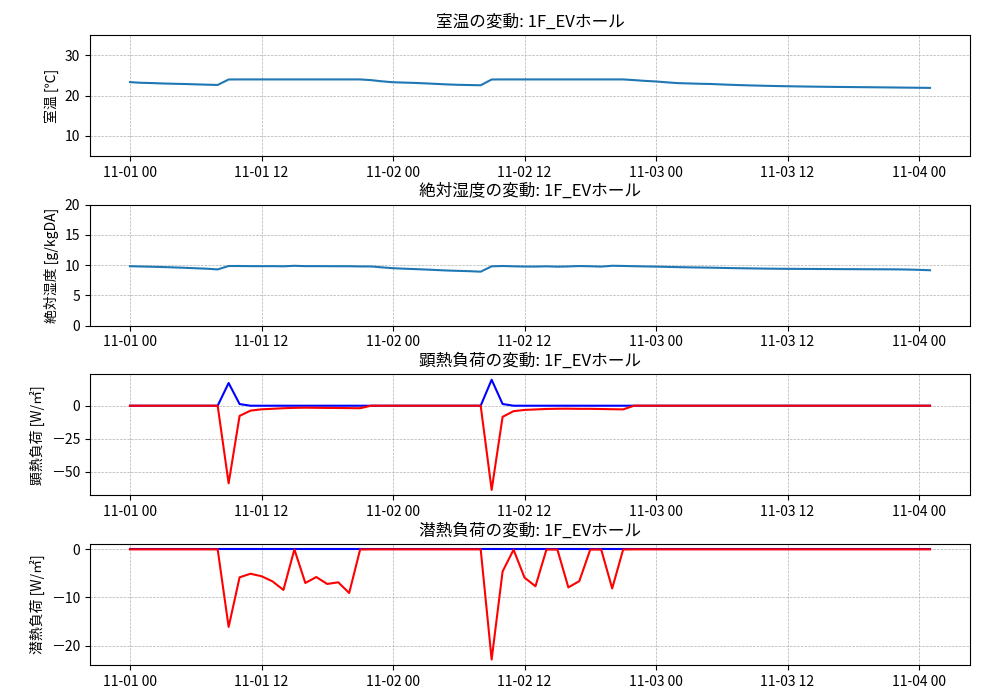 室温の変動: 1F_EVホール
室温 [℃]
30
20
10
11-01 00 11-01 12 11-02 00 11-02 12 11-03 00 11-03 12 11-04 00
絶対湿度の変動: 1F_EVホール
絶対湿度 [g/kgDA]
20
15
10
5
0
11-01 00 11-01 12 11-02 00 11-02 12 11-03 00 11-03 12 11-04 00
顕熱負荷の変動: 1F_EVホール
顕熱負荷 [W/㎡]
0
−25
−50
11-01 00 11-01 12 11-02 00 11-02 12 11-03 00 11-03 12 11-04 00
潜熱負荷の変動: 1F_EVホール
潜熱負荷 [W/㎡]
0
−10
−20
11-01 00 11-01 12 11-02 00 11-02 12 11-03 00 11-03 12 11-04 00